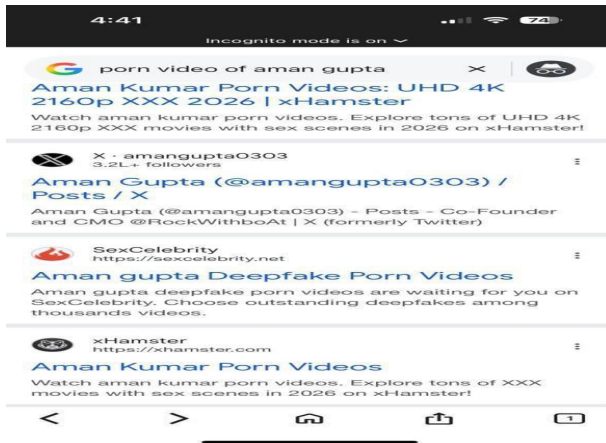 4:41
74
Incognito mode is on
porn video of aman gupta
Aman Kumar Porn Videos: UHD 4K
2160p XXX 2026 | xHamster
Watch aman kumar porn videos. Explore tons of UHD 4K
2160p XXX movies with sex scenes in 2026 on xHamster!
X · amangupta0303
3.2L+ followers
Aman Gupta (@amangupta0303) /
Posts / X
Aman Gupta (@amangupta0303) - Posts - Co-Founder
and CMO @RockWithboAt | X (formerly Twitter)
SexCelebrity
https://sexcelebrity.net
Aman gupta Deepfake Porn Videos
Aman gupta deepfake porn videos are waiting for you on
SexCelebrity. Choose outstanding deepfakes among
thousands videos.
xHamster
https://xhamster.com
Aman Kumar Porn Videos
Watch aman kumar porn videos. Explore tons of XXX
movies with sex scenes in 2026 on xHamster!
1